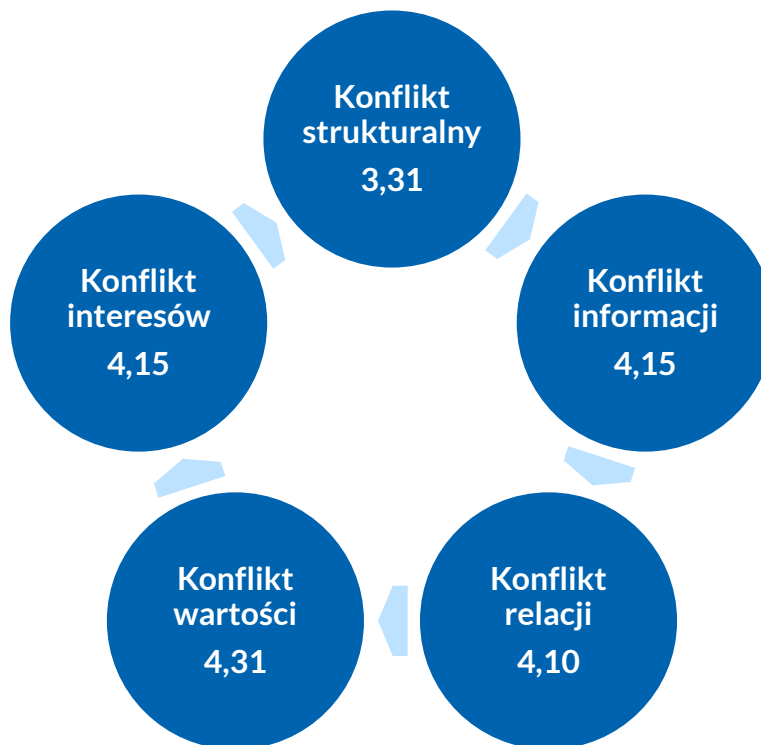 Konflikt
strukturalny
3,31
Konflikt
interesów
4,15
Konflikt
informacji
4,15
Konflikt
wartości
4,31
Konflikt
relacji
4,10